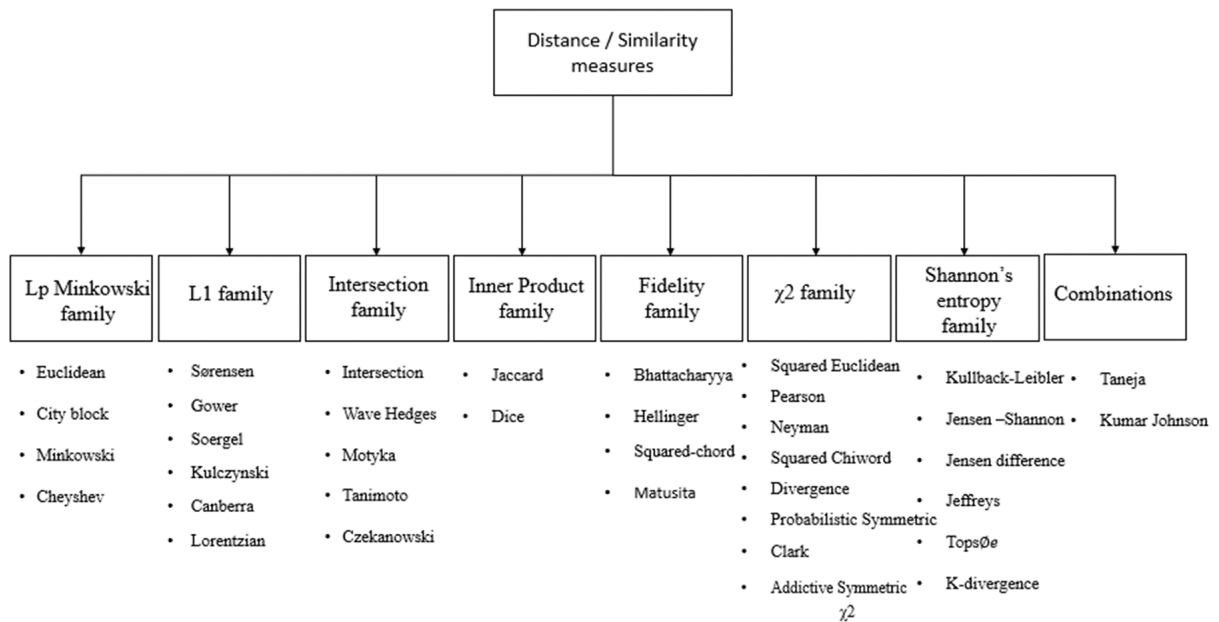 Distance / Similarity
measures
Lp Minkowski
family
L1 family
Intersection
family
Inner Product
family
Fidelity
family
χ2 family
Shannon's
entropy
family
Combinations
• Euclidean
• City block
• Minkowski
• Cheyshev
• Sørensen
• Gower
• Soergel
• Kulczynski
• Canberra
• Lorentzian
• Intersection
• Wave Hedges
• Motyka
• Tanimoto
• Czekanowski
• Jaccard
• Dice
• Bhattacharyya
• Hellinger
• Squared-chord
• Matusita
• Squared Euclidean
• Pearson
• Neyman
• Squared Chiword
• Divergence
• Probabilistic Symmetric
• Clark
• Addictive Symmetric
χ2
• Kullback-Leibler
• Jensen –Shannon
• Jensen difference
• Jeffreys
• TopsØe
• K-divergence
• Taneja
• Kumar Johnson